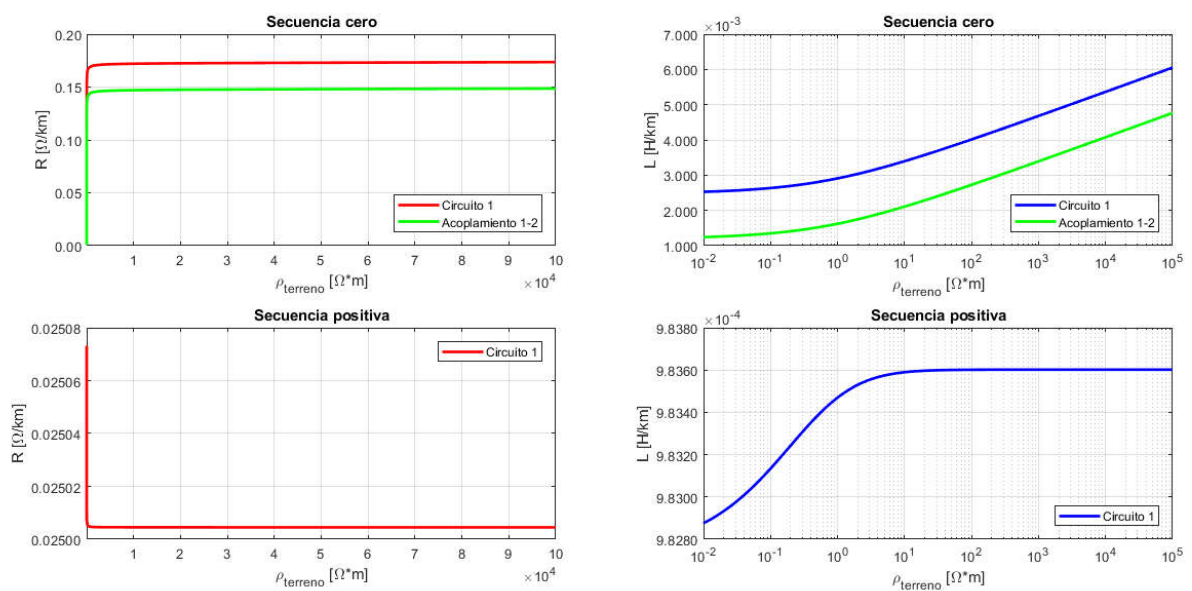 Secuencia cero
0.20
0.15
0.10
0.05
0.00
R [Ω/km]
Circuito 1
Acoplamiento 1-2
1 2 3 4 5 6 7 8 9 10
ρterreno [Ω*m]
×10^4
Secuencia cero
×10^-3
7.000
6.000
5.000
4.000
3.000
2.000
1.000
L [H/km]
Circuito 1
Acoplamiento 1-2
10^-2 10^-1 10^0 10^1 10^2 10^3 10^4 10^5
ρterreno [Ω*m]
Secuencia positiva
0.02508
0.02506
0.02504
0.02502
0.02500
R [Ω/km]
Circuito 1
1 2 3 4 5 6 7 8 9 10
ρterreno [Ω*m]
×10^4
Secuencia positiva
×10^-4
9.8380
9.8360
9.8340
9.8320
9.8300
9.8280
L [H/km]
Circuito 1
10^-2 10^-1 10^0 10^1 10^2 10^3 10^4 10^5
ρterreno [Ω*m]